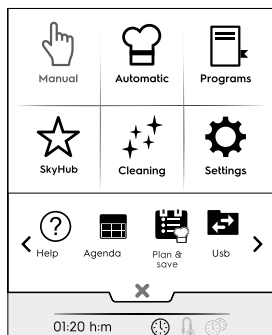 Manual Automatic Programs
SkyHub Cleaning Settings
Help Agenda Plan & save Usb
01:20 h:m